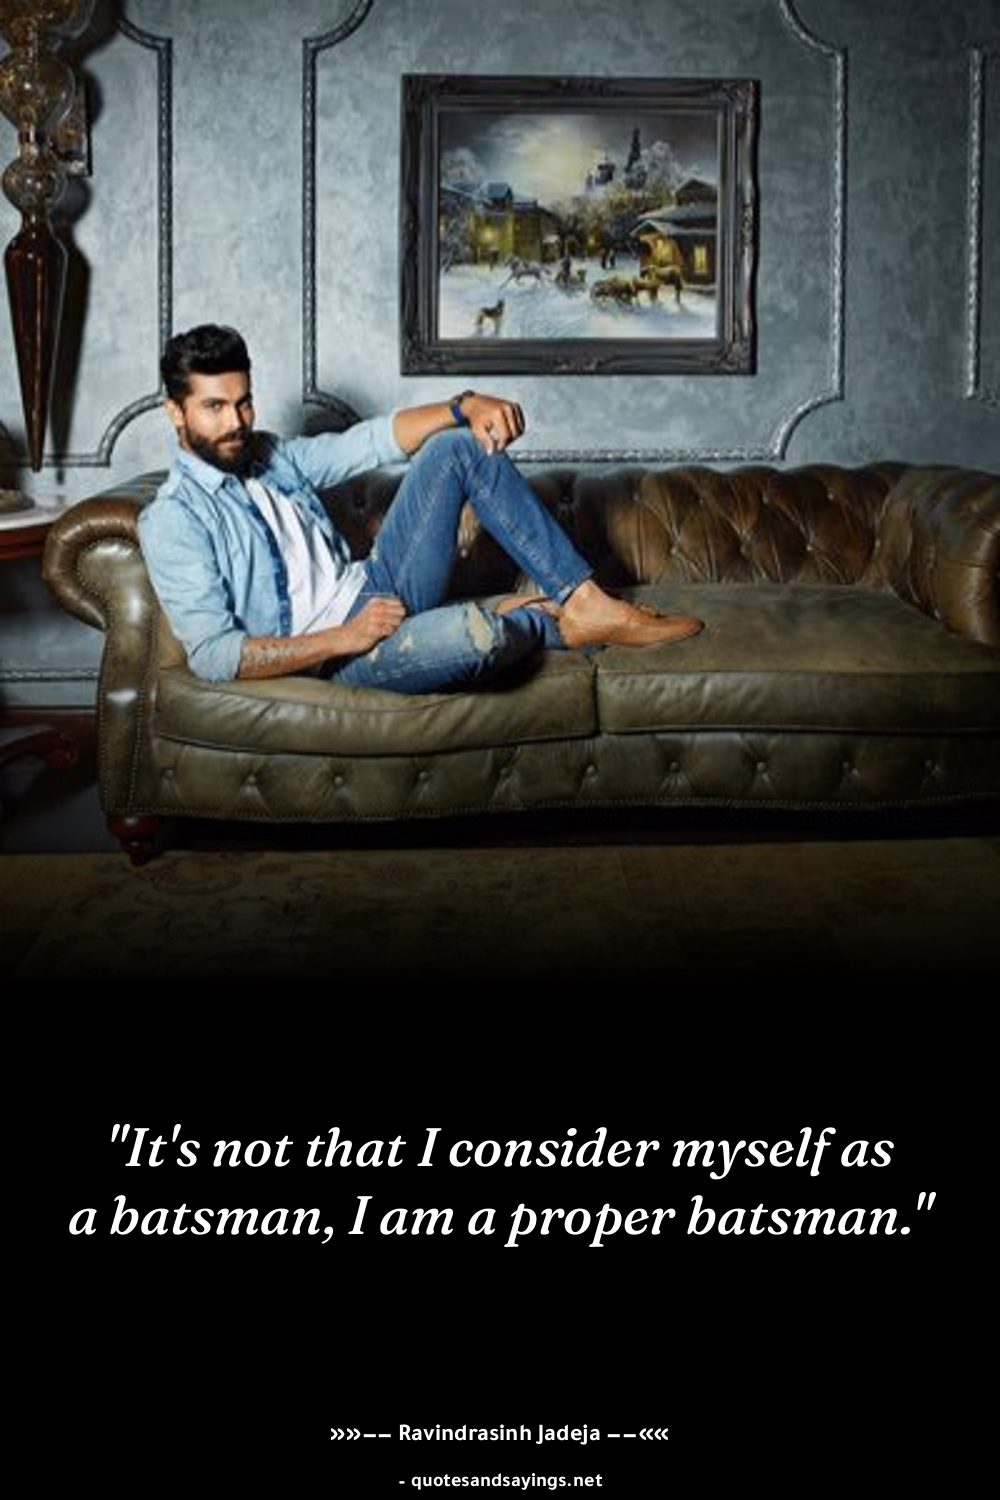 "It's not that I consider myself as
a batsman, I am a proper batsman."
»»–– Ravindrasinh Jadeja ––««
- quotesandsayings.net